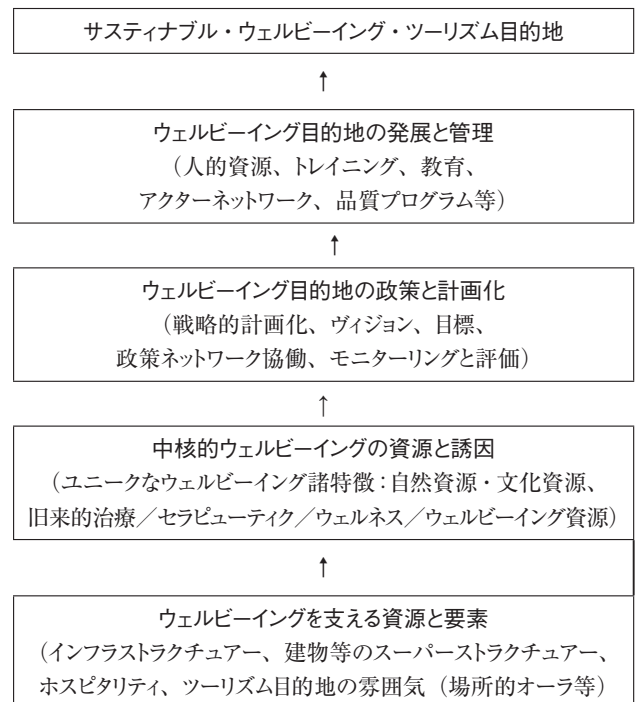 サスティナブル・ウェルビーイング・ツーリズム目的地
↑
ウェルビーイング目的地の発展と管理
（人的資源、トレイニング、教育、
アクターネットワーク、品質プログラム等）
↑
ウェルビーイング目的地の政策と計画化
（戦略的計画化、ヴィジョン、目標、
政策ネットワーク協働、モニターリングと評価）
↑
中核的ウェルビーイングの資源と誘因
（ユニークなウェルビーイング諸特徴：自然資源・文化資源、
旧来的治療／セラピューティク／ウェルネス／ウェルビーイング資源）
↑
ウェルビーイングを支える資源と要素
（インフラストラクチュアー、建物等のスーパーストラクチュアー、
ホスピタリティ、ツーリズム目的地の雰囲気（場所的オーラ等）